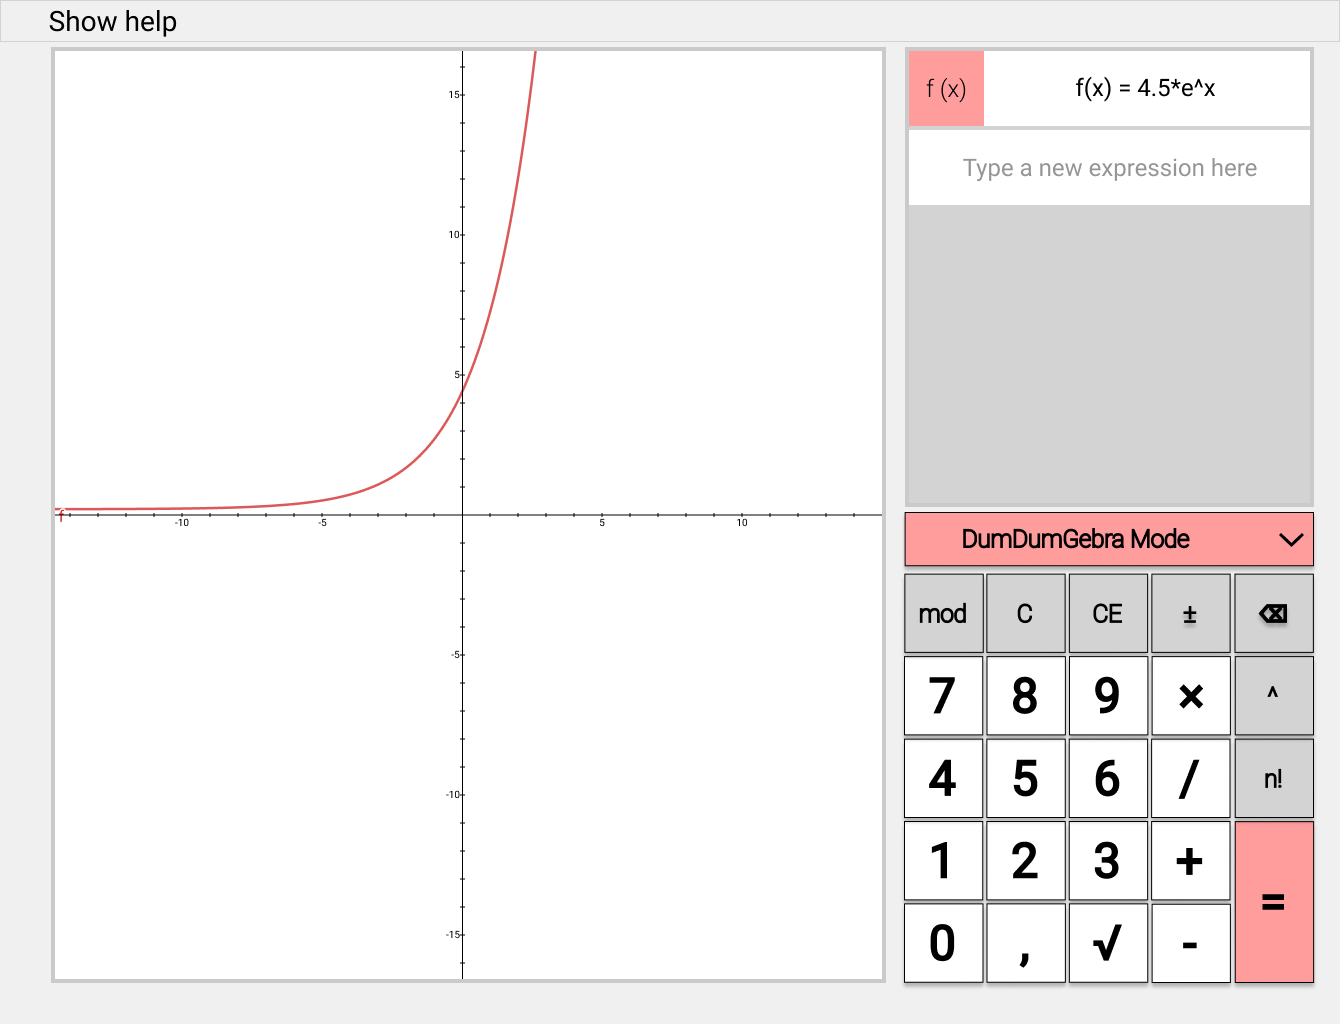 Show help
f (x)
f(x) = 4.5*e^x
Type a new expression here
15
10
5
f
-10
-5
5
10
-5
-10
-15
DumDumGebra Mode
mod C CE ± ⌫
7 8 9 × ^
4 5 6 / n!
1 2 3 +
=
0 , √ -